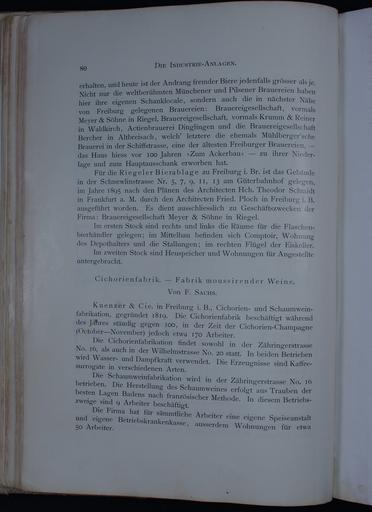 80 DIE INDUSTRIE-ANLAGEN.
erhalten, und heute ist der Andrang fremder Biere jedenfalls grösser als je.
Nicht nur die weltberühmten Münchener und Pilsener Brauereien haben
hier ihre eigenen Schanklocale, sondern auch die in nächster Nähe
von Freiburg gelegenen Brauereien: Brauereigesellschaft, vormals
Meyer & Söhne in Riegel, Brauereigesellschaft, vormals Krumm & Reiner
in Waldkirch, Actienbrauerei Dinglingen und die Brauereigesellschaft
Bercher in Altbreisach, welch' letztere die ehemals Mühlberger'sche
Brauerei in der Schiffstrasse, eine der ältesten Freiburger Brauereien, —
das Haus hiess vor 300 Jahren »Zum Ackerbau« — zu ihrer Nieder-
lage und zum Hauptausschank erworben hat.
Für die Riegeler Bierablage zu Freiburg i. Br. ist das Gebäude
in der Schnewlinstrasse Nr. 5, 7, 9, 11, 13 am Güterbahnhof gelegen,
im Jahre 1895 nach den Plänen des Architecten Hch. Theodor Schmidt
in Frankfurt a. M. durch den Architecten Fried. Ploch in Freiburg i. B.
ausgeführt worden. Es dient ausschliesslich zu Geschäftszwecken der
Firma: Brauereigesellschaft Meyer & Söhne in Riegel.
Im ersten Stock sind rechts und links die Räume für die Flaschen-
bierhändler gelegen; im Mittelbau befinden sich Comptoir, Wohnung
des Depothalters und die Stallungen; im rechten Flügel der Eiskeller.
Im zweiten Stock sind Heuspeicher und Wohnungen für Angestellte
untergebracht.
Cichorienfabrik. — Fabrik moussirender Weine.
Von F. SACHS.
Kuenzer & Cie. in Freiburg i. B., Cichorien- und Schaumwein-
fabrikation, gegründet 1819. Die Cichorienfabrik beschäftigt während
des Jahres ständig gegen 100, in der Zeit der Cichorien-Champagne
(October—November) jedoch etwa 170 Arbeiter.
Die Cichorienfabrikation findet sowohl in der Zähringerstrasse
No. 16, als auch in der Wilhelmstrasse No. 20 statt. In beiden Betrieben
wird Wasser- und Dampfkraft verwendet. Die Erzeugnisse sind Kaffee-
surrogate in verschiedenen Arten.
Die Schaumweinfabrikation wird in der Zähringerstrasse No. 16
betrieben. Die Herstellung des Schaumweines erfolgt aus Trauben der
besten Lagen Badens nach französischer Methode. In diesem Betriebs-
zweige sind 9 Arbeiter beschäftigt.
Die Firma hat für sämmtliche Arbeiter eine eigene Speiseanstalt
und eigene Betriebskrankenkasse, ausserdem Wohnungen für etwa
50 Arbeiter.